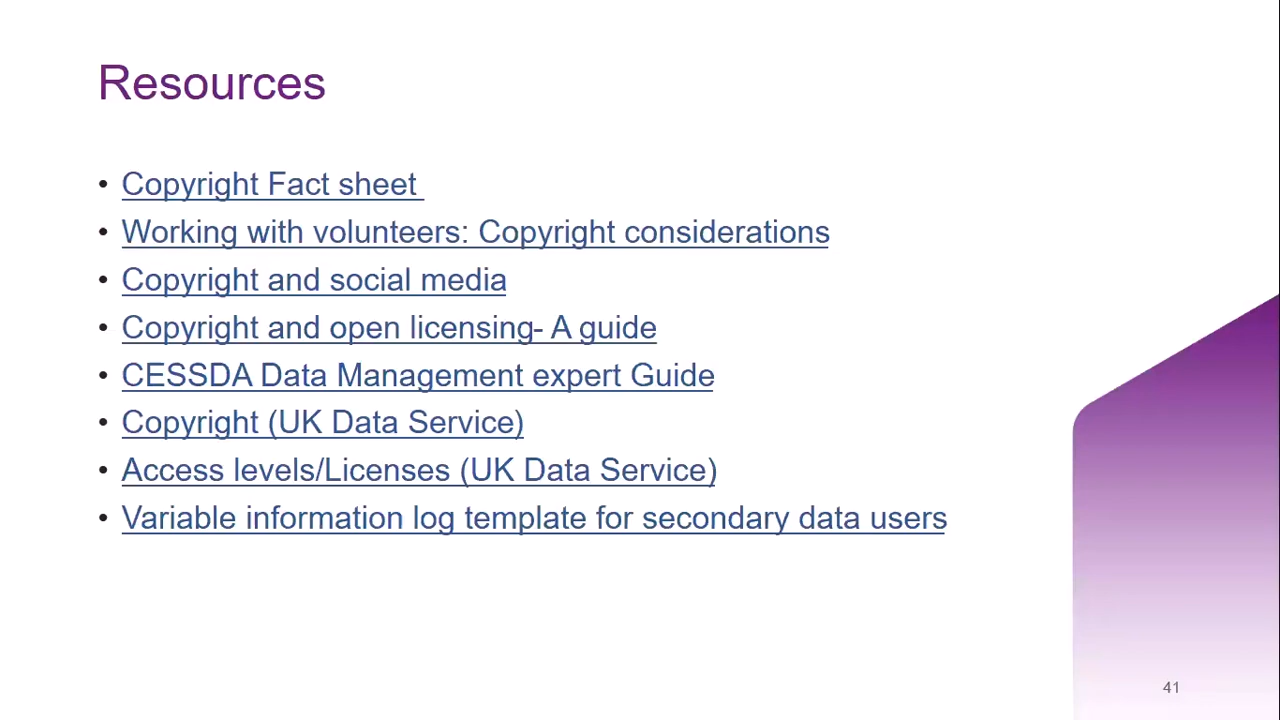 Resources
• Copyright Fact sheet
• Working with volunteers: Copyright considerations
• Copyright and social media
• Copyright and open licensing- A guide
• CESSDA Data Management expert Guide
• Copyright (UK Data Service)
• Access levels/Licenses (UK Data Service)
• Variable information log template for secondary data users
41